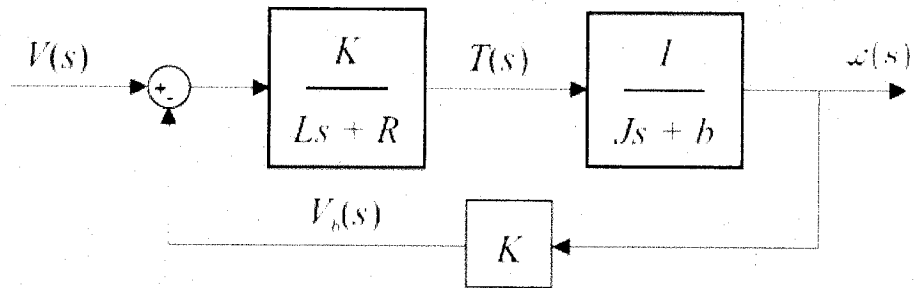 V(s)
+
-
K
Ls + R
T(s)
1
Js + b
ω(s)
V_b(s)
K